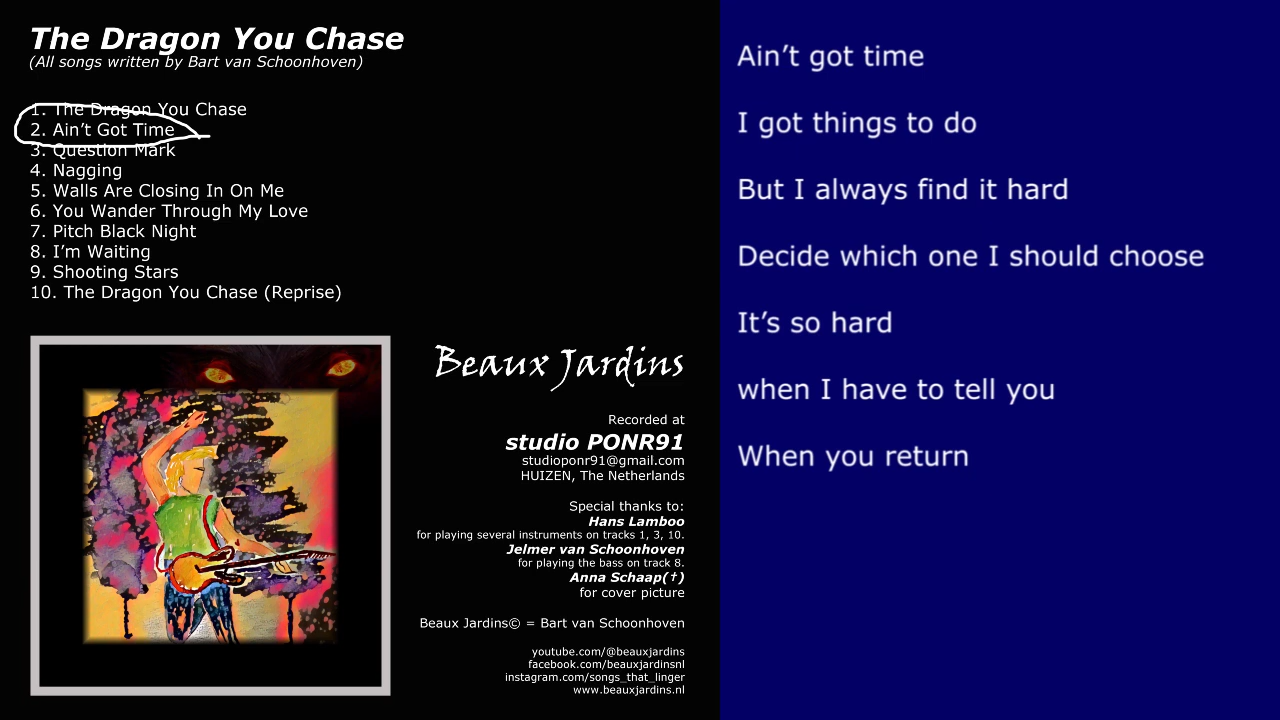 The Dragon You Chase
(All songs written by Bart van Schoonhoven)
1. The Dragon You Chase
2. Ain’t Got Time
3. Question Mark
4. Nagging
5. Walls Are Closing In On Me
6. You Wander Through My Love
7. Pitch Black Night
8. I’m Waiting
9. Shooting Stars
10. The Dragon You Chase (Reprise)
Beaux Jardins
Recorded at
studio PONR91
studioponr91@gmail.com
HUIZEN, The Netherlands
Special thanks to:
Hans Lamboo
for playing several instruments on tracks 1, 3, 10.
Jelmer van Schoonhoven
for playing the bass on track 8.
Anna Schaap(†)
for cover picture
Beaux Jardins© = Bart van Schoonhoven
youtube.com/@beauxjardins
facebook.com/beauxjardinsnl
instagram.com/songs_that_linger
www.beauxjardins.nl
Ain’t got time
I got things to do
But I always find it hard
Decide which one I should choose
It’s so hard
when I have to tell you
When you return